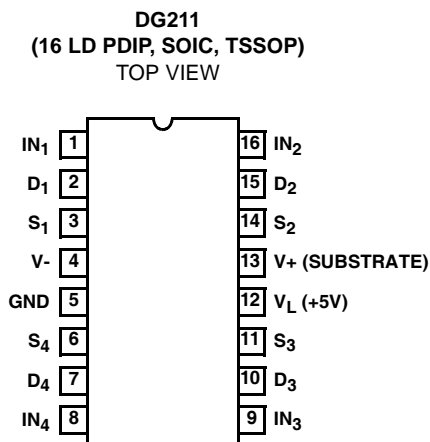 DG211
(16 LD PDIP, SOIC, TSSOP)
TOP VIEW
IN1 1 16 IN2
D1 2 15 D2
S1 3 14 S2
V- 4 13 V+ (SUBSTRATE)
GND 5 12 VL (+5V)
S4 6 11 S3
D4 7 10 D3
IN4 8 9 IN3